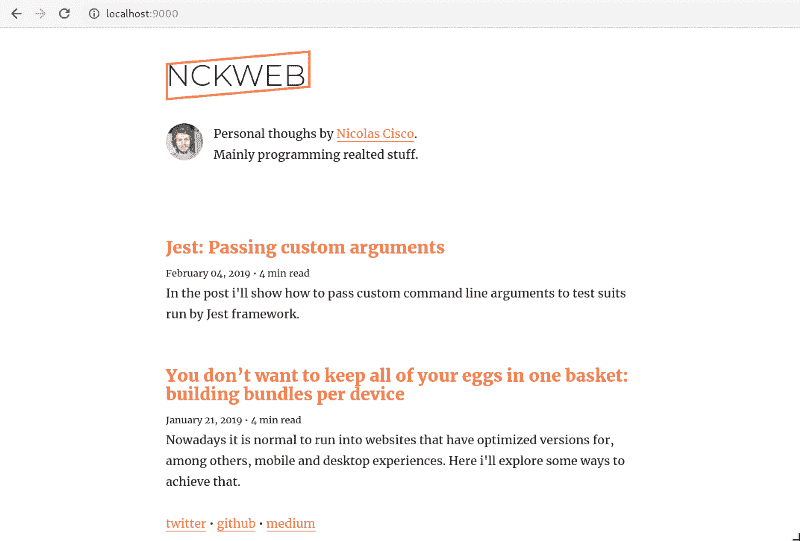 localhost:9000
NCKWEB
Personal thoughs by Nicolas Cisco.
Mainly programming realted stuff.
Jest: Passing custom arguments
February 04, 2019 • 4 min read
In the post i'll show how to pass custom command line arguments to test suits
run by Jest framework.
You don’t want to keep all of your eggs in one basket:
building bundles per device
January 21, 2019 • 4 min read
Nowadays it is normal to run into websites that have optimized versions for,
among others, mobile and desktop experiences. Here i'll explore some ways to
achieve that.
twitter • github • medium